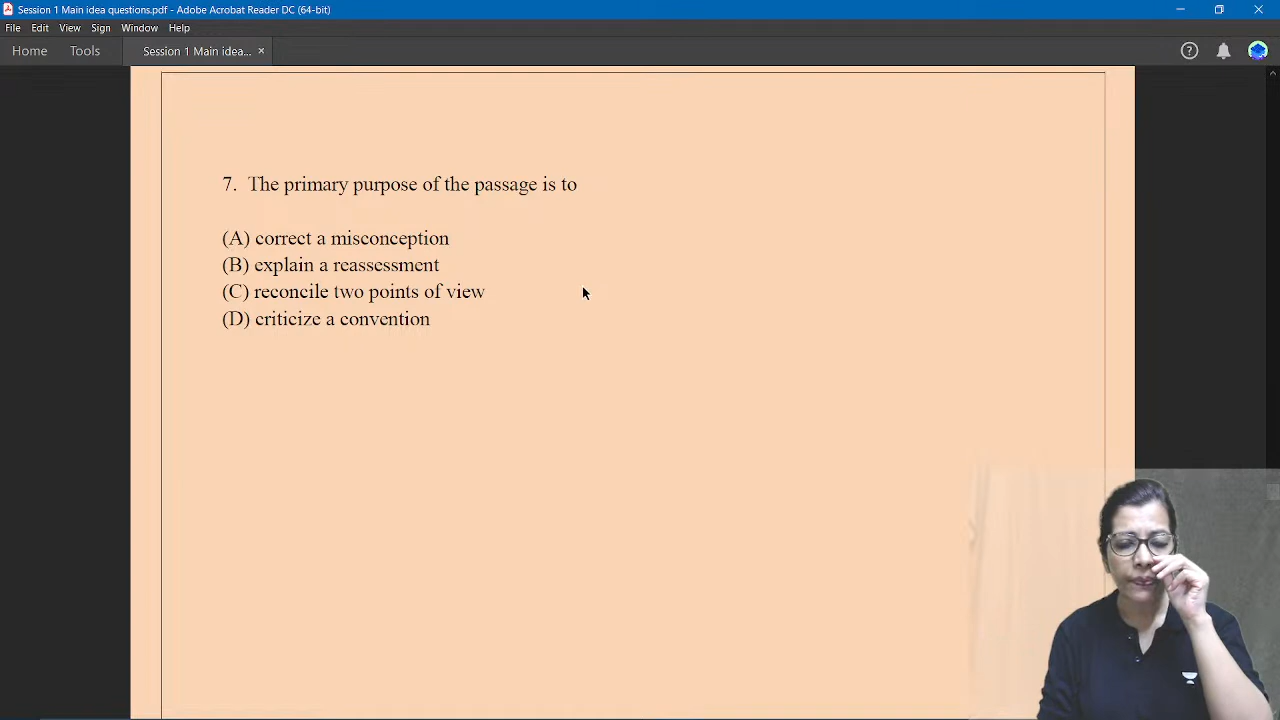 Session 1 Main idea questions.pdf - Adobe Acrobat Reader DC (64-bit)
File Edit View Sign Window Help
Home Tools Session 1 Main idea... ×
7. The primary purpose of the passage is to
(A) correct a misconception
(B) explain a reassessment
(C) reconcile two points of view
(D) criticize a convention